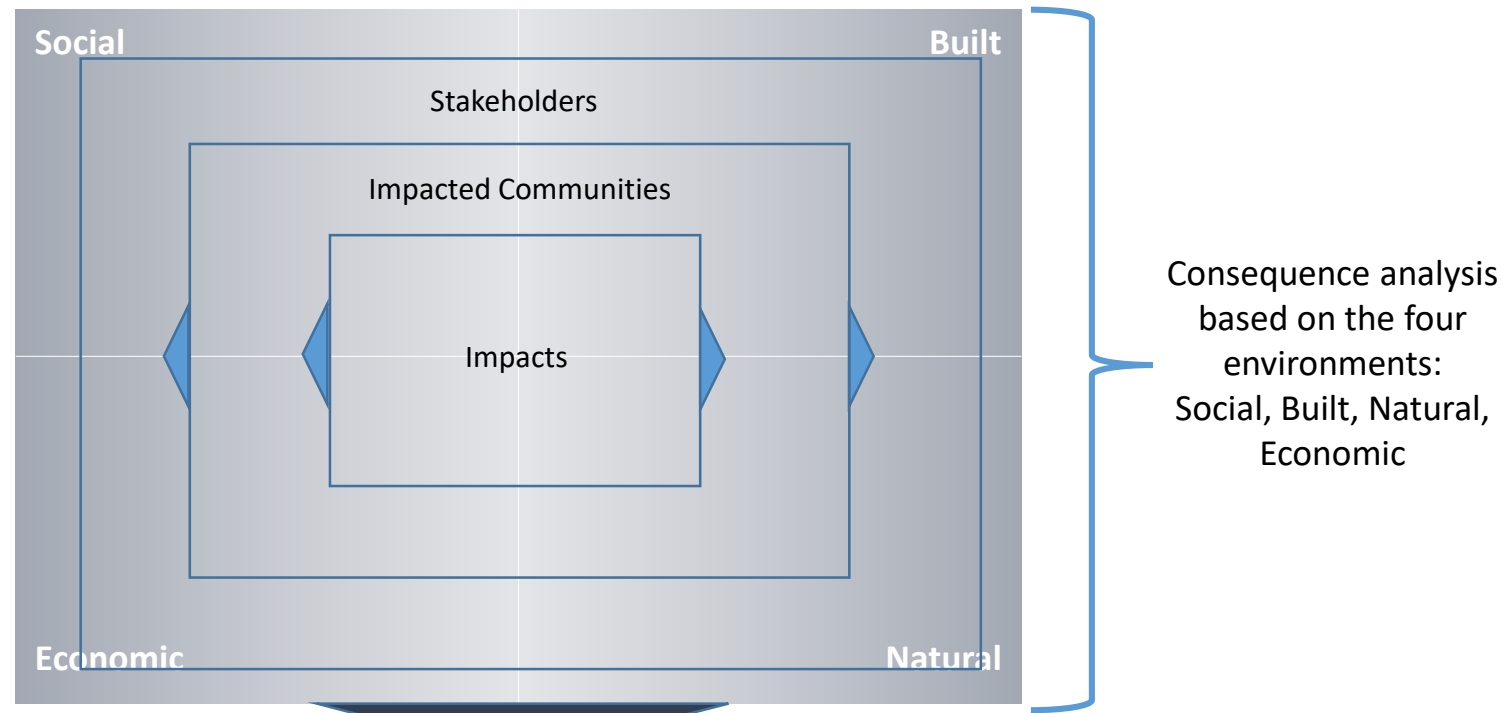 Social
Built
Stakeholders
Impacted Communities
Impacts
Economic
Natural
Consequence analysis
based on the four
environments:
Social, Built, Natural,
Economic